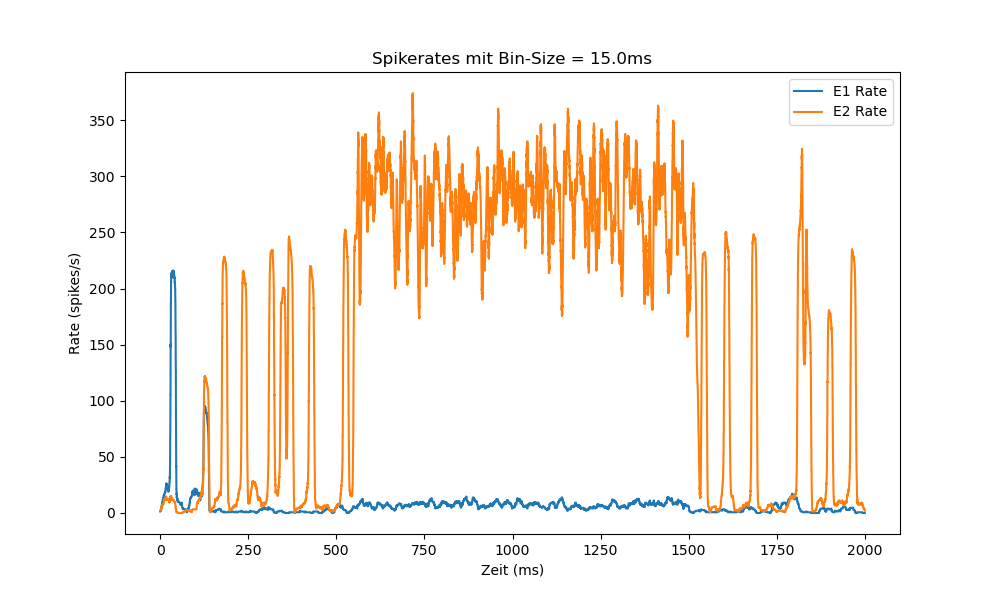 Spikerates mit Bin-Size = 15.0ms
E1 Rate
E2 Rate
350
300
250
200
150
100
50
0
Rate (spikes/s)
0 250 500 750 1000 1250 1500 1750 2000
Zeit (ms)